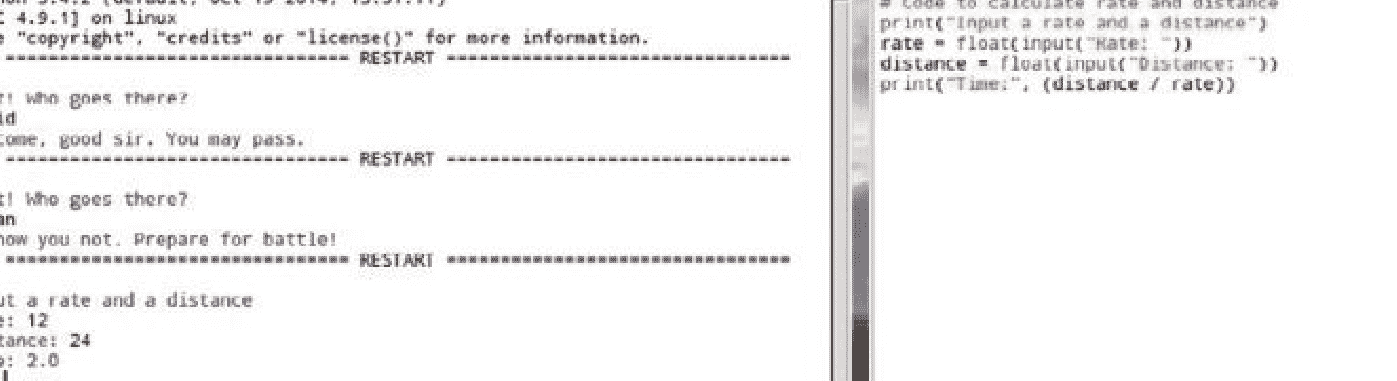 4.9.1] on linux
"copyright", "credits" or "license()" for more information.
================================ RESTART ================================
! Who goes there?
id
come, good sir. You may pass.
================================ RESTART ================================
! Who goes there?
an
now you not. Prepare for battle!
================================ RESTART ================================
ut a rate and a distance
e: 12
tance: 24
e: 2.0
# Code to calculate rate and distance
print("Input a rate and a distance")
rate = float(input("Rate: "))
distance = float(input("Distance: "))
print("Time:", (distance / rate))